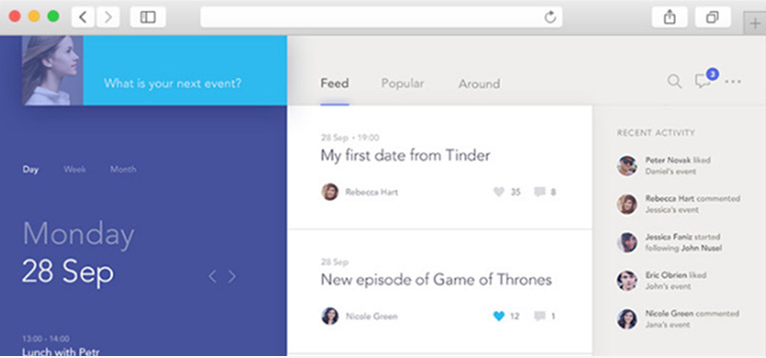 What is your next event?
Feed Popular Around
3
Day Week Month
Monday
28 Sep
13:00 - 14:00
Lunch with Petr
28 Sep • 19:00
My first date from Tinder
Rebecca Hart 35 8
28 Sep
New episode of Game of Thrones
Nicole Green 12 1
RECENT ACTIVITY
Peter Novak liked
Daniel's event
Rebecca Hart commented
Jessica's event
Jessica Faniz started
following John Nusel
Eric Obrien liked
John's event
Nicole Green commented
Jana's event